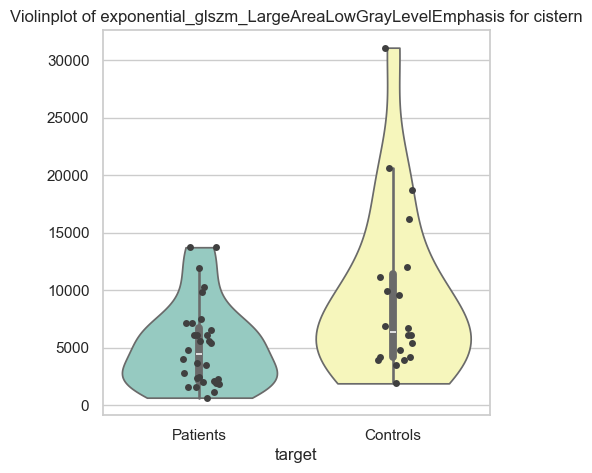 Violinplot of exponential_glszm_LargeAreaLowGrayLevelEmphasis for cistern
30000
25000
20000
15000
10000
5000
0
Patients
Controls
target